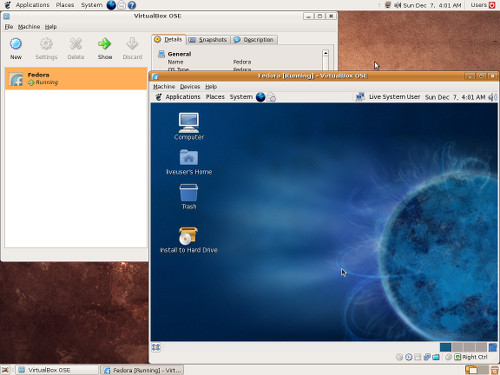 Applications Places System
Sun Dec 7, 4:01 AM Users
VirtualBox OSE
File Machine Help
New Settings Delete Show Discard
Details Snapshots Description
Fedora
Running
General
Name Fedora
OS Type Fedora
Fedora [Running] - VirtualBox OSE
Machine Devices Help
Applications Places System
Live System User Sun Dec 7, 4:01 AM
Computer
liveuser's Home
Trash
Install to Hard Drive
Right Ctrl
VirtualBox OSE
Fedora [Running] - Virt...